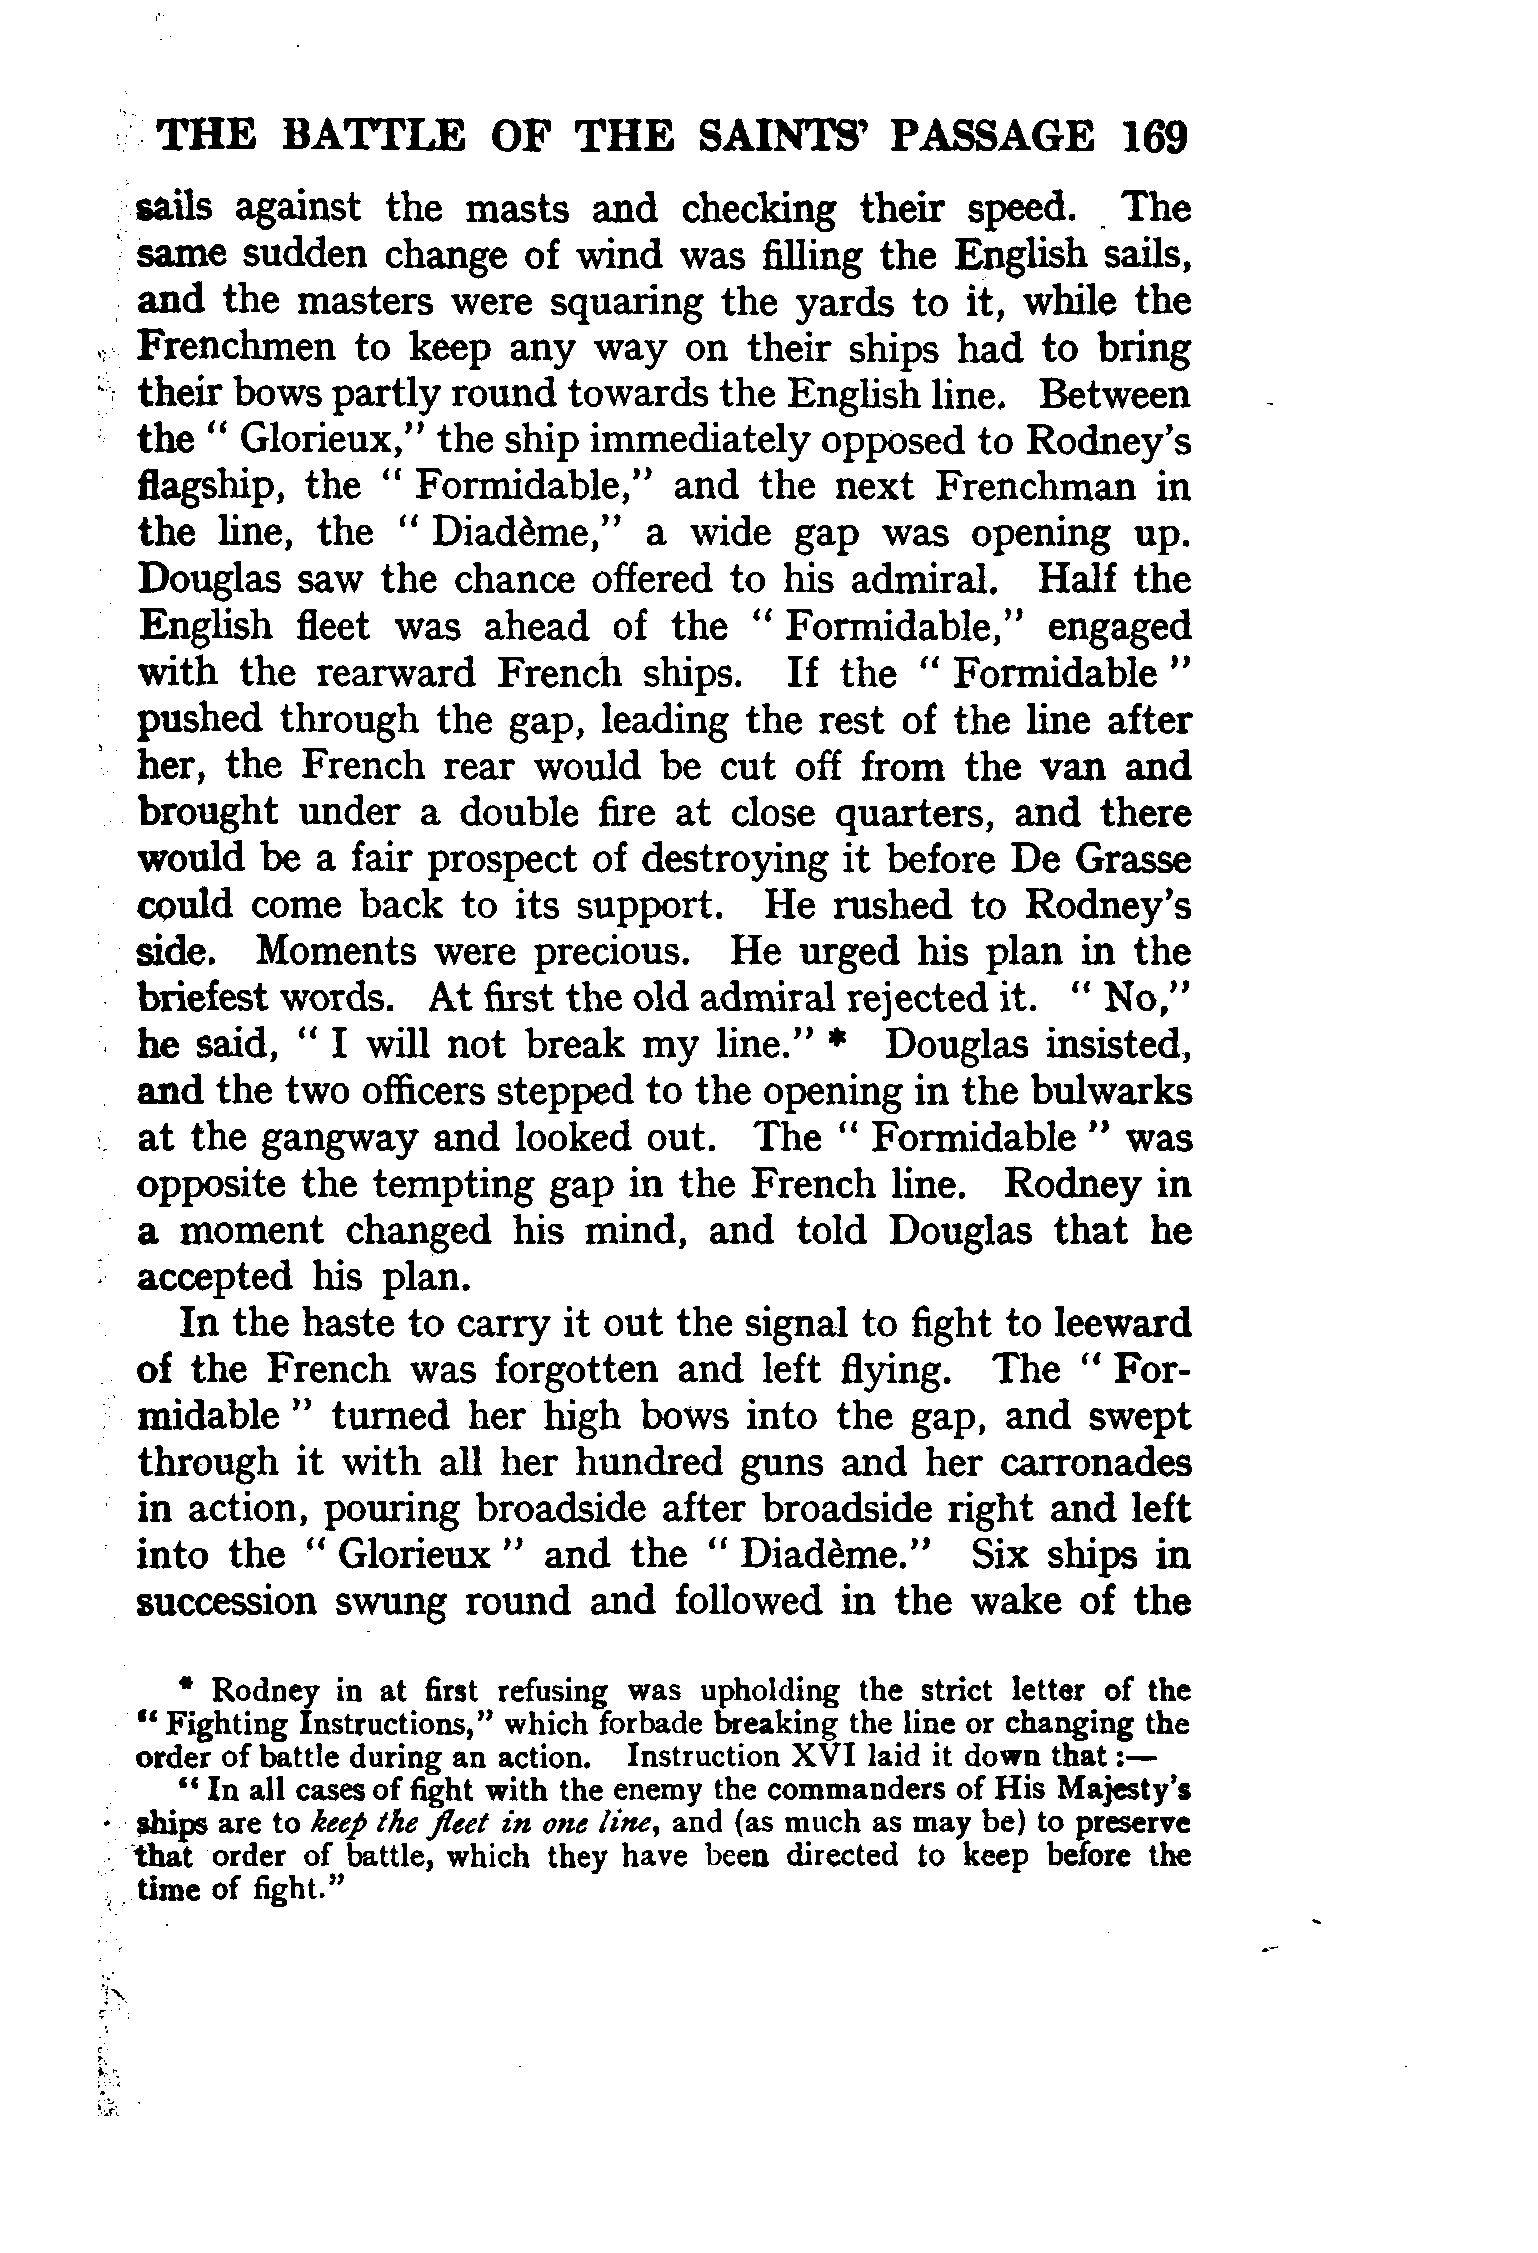 THE BATTLE OF THE SAINTS' PASSAGE 169
sails against the masts and checking their speed. The
same sudden change of wind was filling the English sails,
and the masters were squaring the yards to it, while the
Frenchmen to keep any way on their ships had to bring
their bows partly round towards the English line. Between
the “ Glorieux,” the ship immediately opposed to Rodney's
flagship, the “ Formidable,” and the next Frenchman in
the line, the “ Diadème,” a wide gap was opening up.
Douglas saw the chance offered to his admiral. Half the
English fleet was ahead of the “ Formidable,” engaged
with the rearward French ships. If the “ Formidable ”
pushed through the gap, leading the rest of the line after
her, the French rear would be cut off from the van and
brought under a double fire at close quarters, and there
would be a fair prospect of destroying it before De Grasse
could come back to its support. He rushed to Rodney's
side. Moments were precious. He urged his plan in the
briefest words. At first the old admiral rejected it. “ No,”
he said, “ I will not break my line.” * Douglas insisted,
and the two officers stepped to the opening in the bulwarks
at the gangway and looked out. The “ Formidable ” was
opposite the tempting gap in the French line. Rodney in
a moment changed his mind, and told Douglas that he
accepted his plan.
In the haste to carry it out the signal to fight to leeward
of the French was forgotten and left flying. The “ For-
midable ” turned her high bows into the gap, and swept
through it with all her hundred guns and her carronades
in action, pouring broadside after broadside right and left
into the “ Glorieux ” and the “ Diadème.” Six ships in
succession swung round and followed in the wake of the
* Rodney in at first refusing was upholding the strict letter of the
“ Fighting Instructions,” which forbade breaking the line or changing the
order of battle during an action. Instruction XVI laid it down that :—
“ In all cases of fight with the enemy the commanders of His Majesty's
ships are to keep the fleet in one line, and (as much as may be) to preserve
that order of battle, which they have been directed to keep before the
time of fight.”